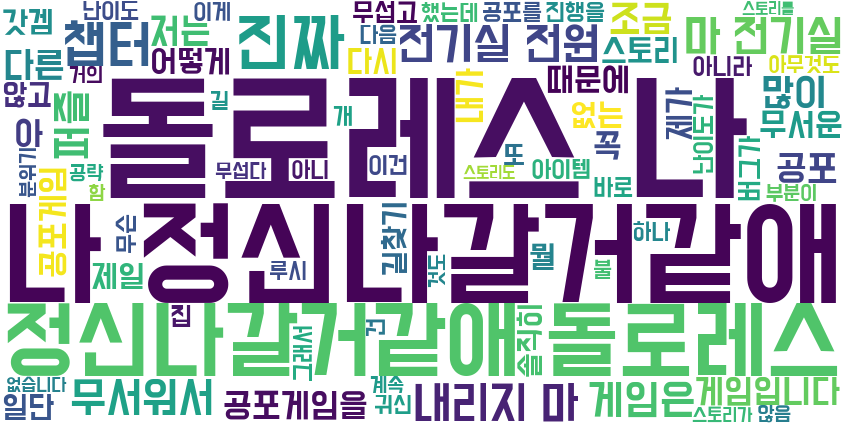 갓겜 난이도 이게 무섭고 했는데 공포를 진행을 스토리를
챕터 저는 진짜 전기실 전원 다음 조금 마 전기실
다른 거의 어떻게 다시 스토리 아니라 아무것도
않고 퍼즐 길 개 내가 때문에 없는 제가 난이도가 많이
아 돌로레스 나 꼭 무서운
분위기 공략 함 무섭다 아니 이건 또 스토리도 아이템 바로 버그가 공포 부분이
공포게임 무슨 나 정신나갈거같애 길찾기 것도 뭘 하나
제일 루시 불
집 정신나갈거같애 돌로레스 그래서 건 솔직히
없습니다 일단 무서워서 공포게임을 계속 귀신 내리지 마 게임은 게임입니다 스토리가 않음